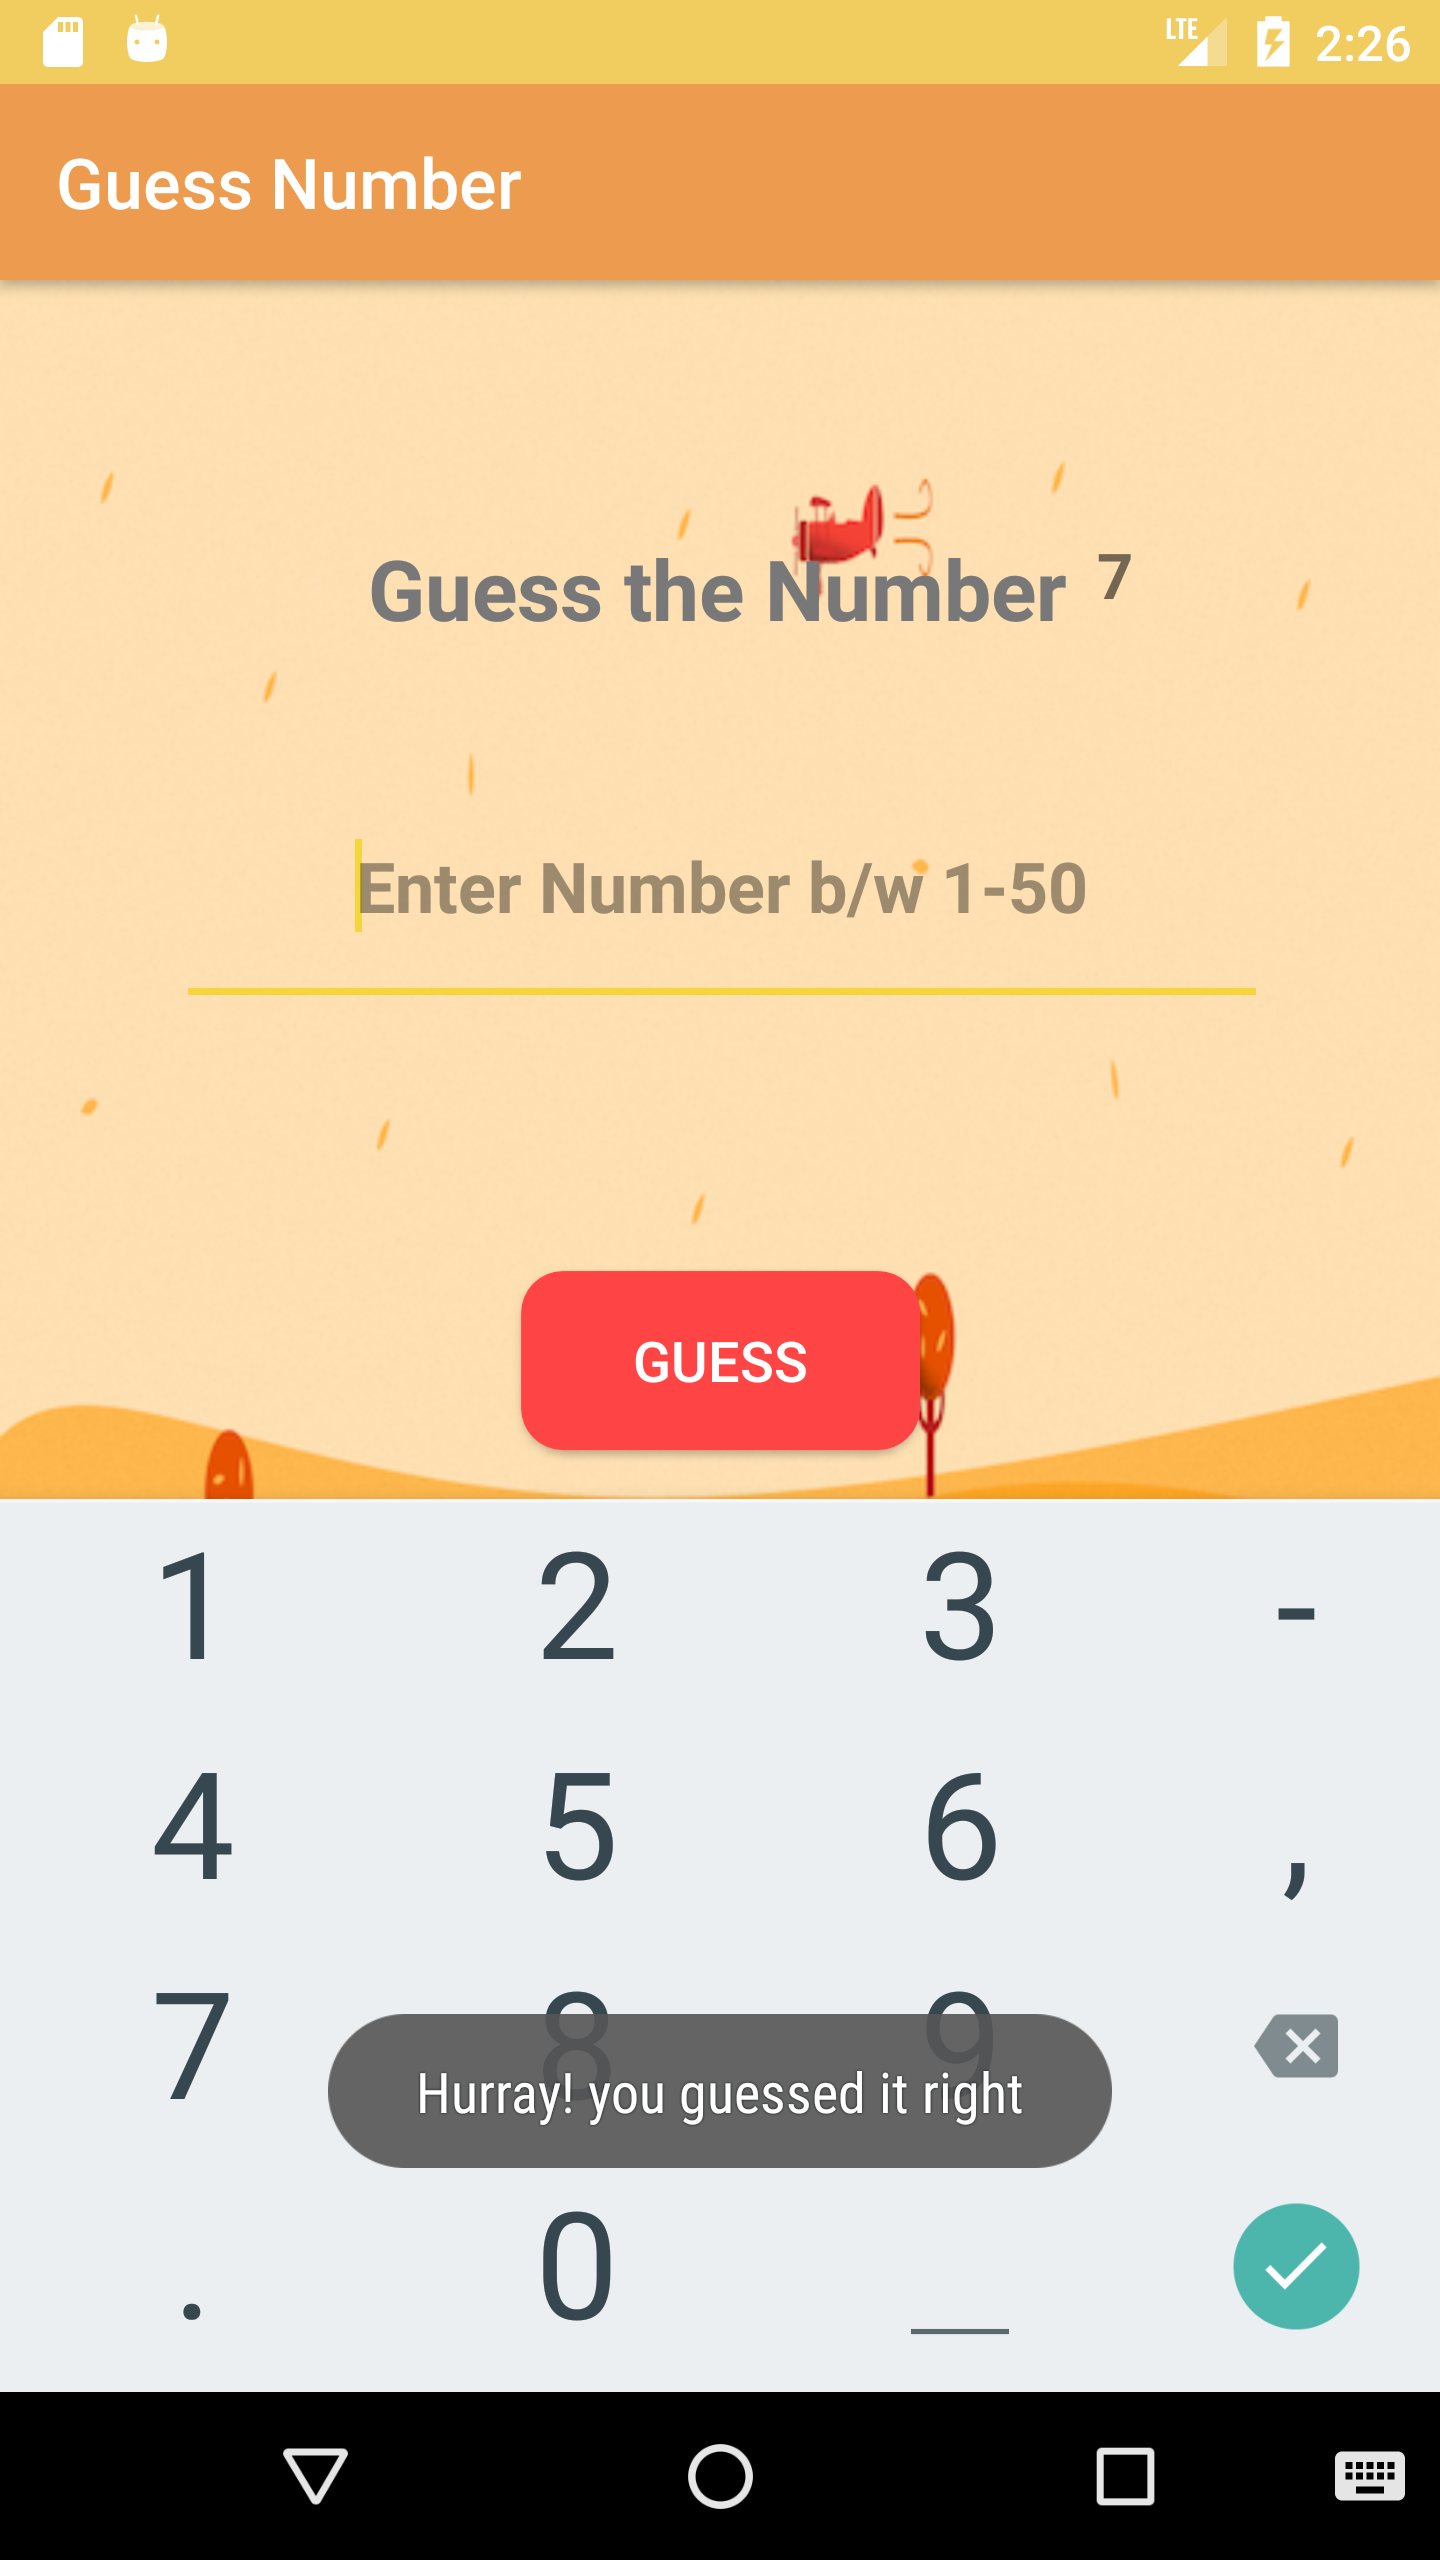 LTE 2:26
Guess Number
Guess the Number 7
Enter Number b/w 1-50
GUESS
1 2 3 -
4 5 6 ,
7 8 9
Hurray! you guessed it right
. 0